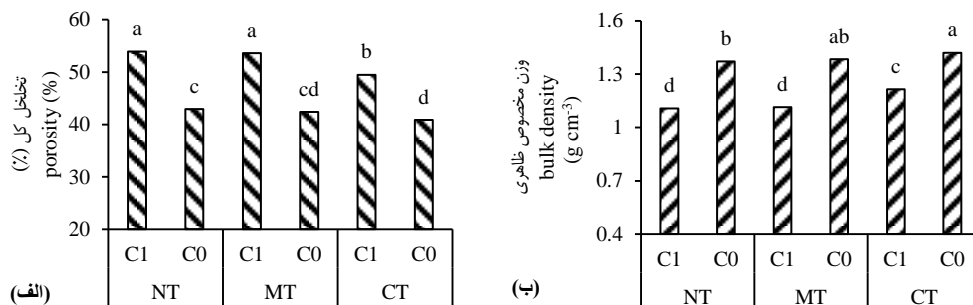 تخلخل کل (٪)
porosity (%)
60
50
40
30
20
a
c
a
cd
b
d
C1 C0 C1 C0 C1 C0
NT MT CT
(الف)
وزن مخصوص ظاهری
bulk density
(g cm-3)
1.6
1.3
1
0.7
0.4
d
b
d
ab
c
a
C1 C0 C1 C0 C1 C0
NT MT CT
(ب)